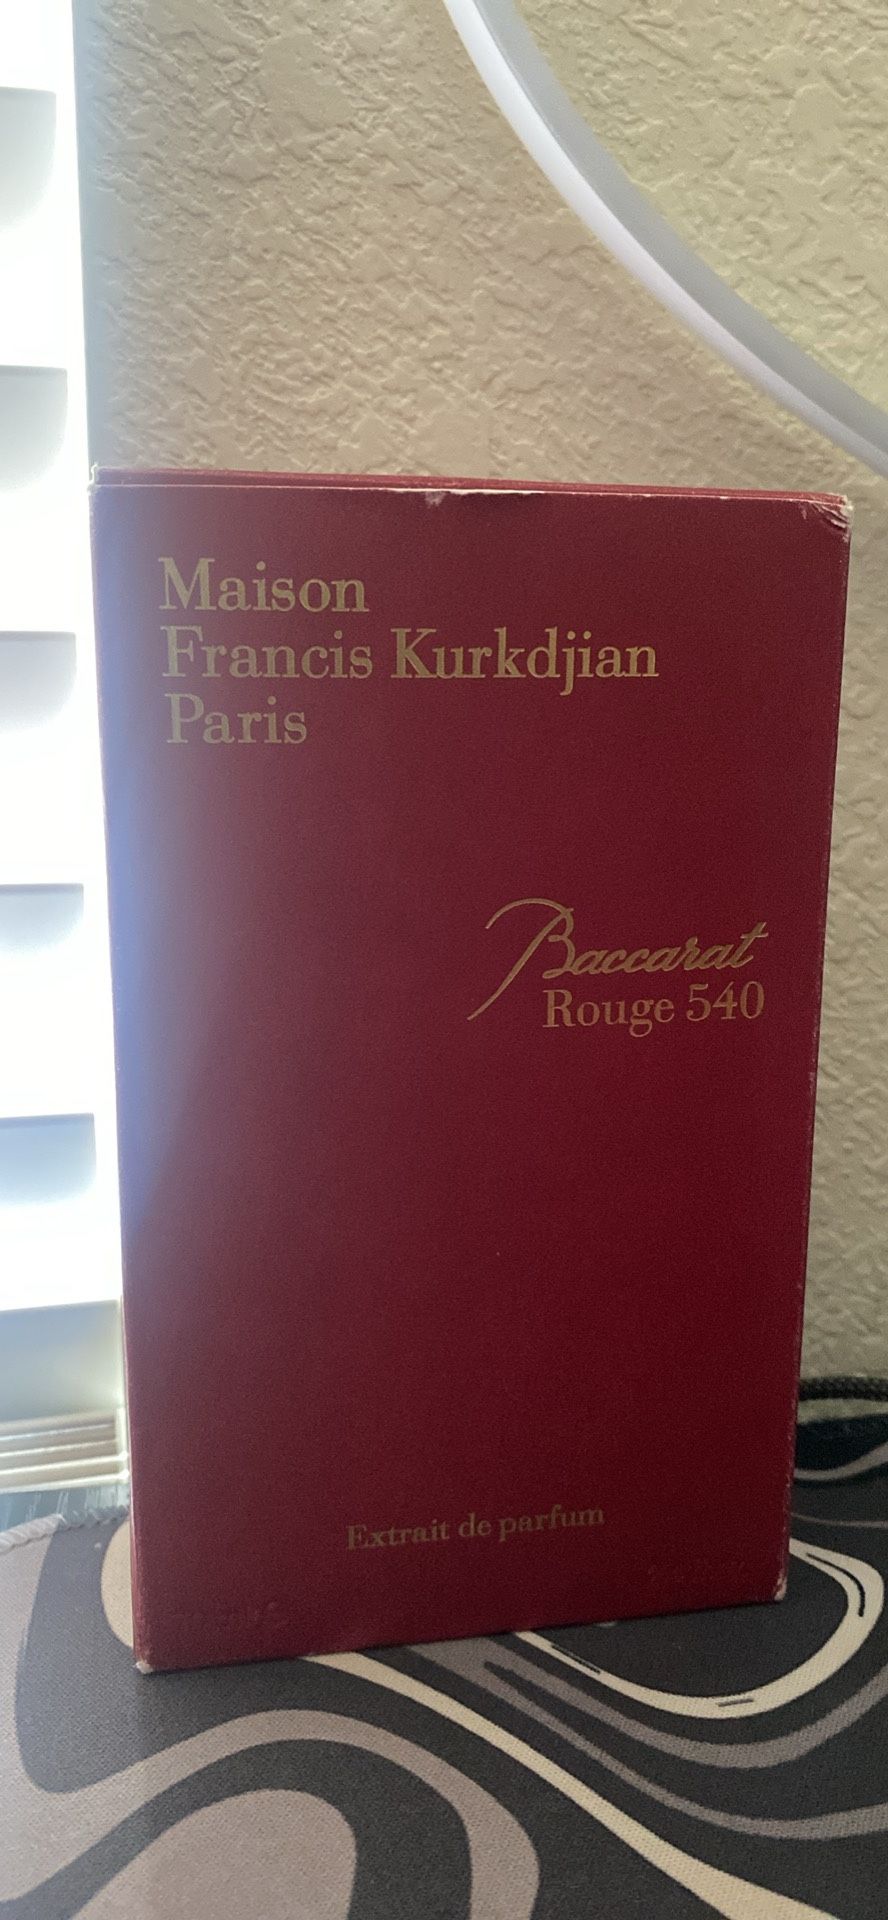 Maison
Francis Kurkdjian
Paris
Baccarat
Rouge 540
Extrait de parfum